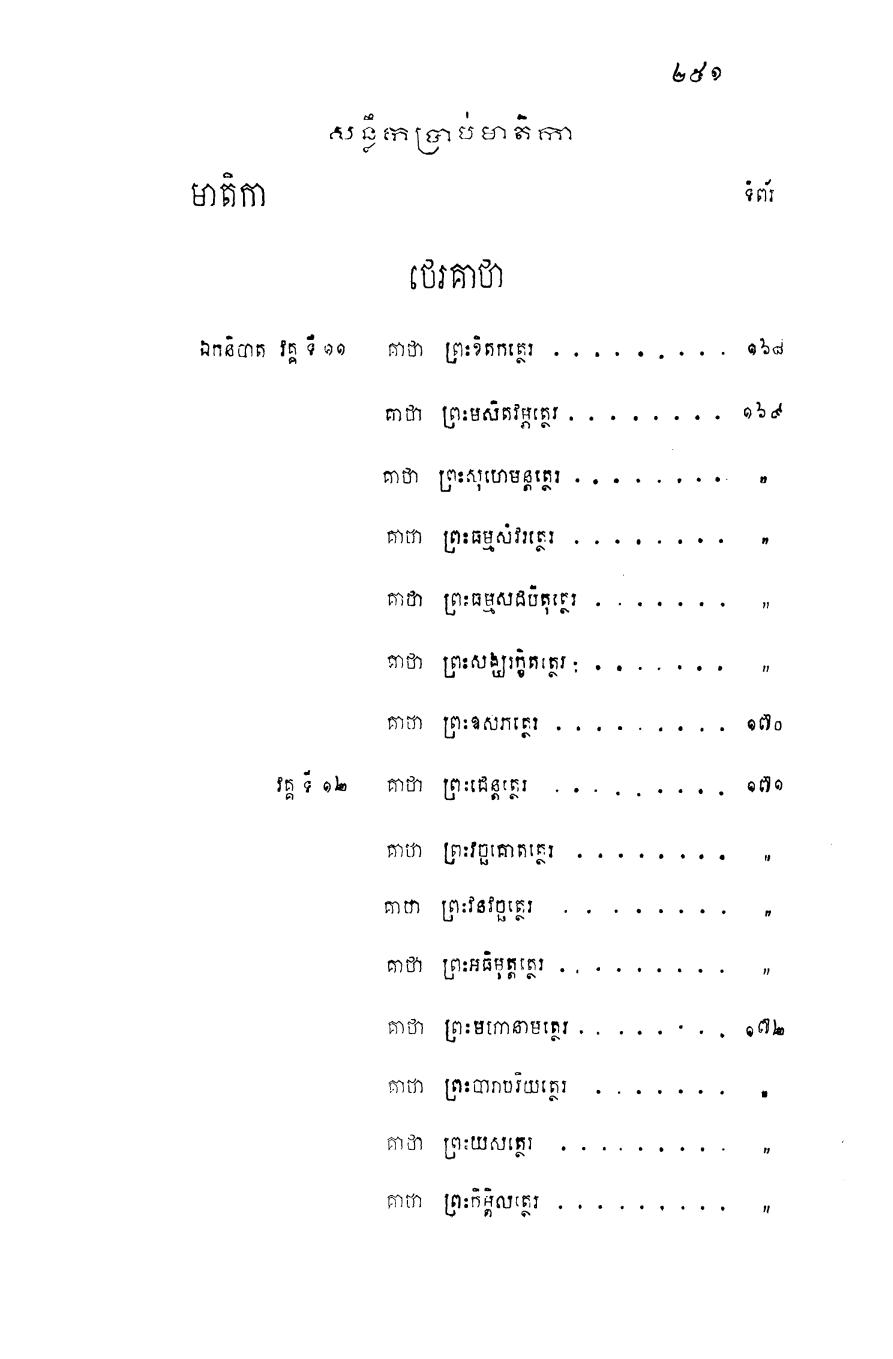 ២៥១
សន្លឹកប្រាប់មាតិកា
មាតិកា ទំព័រ
ថេរគាថា
ឯកនិបាត វគ្គ ទី ១១ គាថា ព្រះខិតកត្ថេរ . . . . . . . . . ១៦៨
គាថា ព្រះមលិតវម្ភត្ថេរ . . . . . . . . ១៦៩
គាថា ព្រះសុហេមន្តត្ថេរ . . . . . . . . "
គាថា ព្រះធម្មសំវរត្ថេរ . . . . . . . . "
គាថា ព្រះធម្មសដបិតុត្ថេរ . . . . . . . "
គាថា ព្រះសង្ឃរក្ខិតត្ថេរ . . . . . . . "
គាថា ព្រះឧសភត្ថេរ . . . . . . . . . ១៧០
វគ្គ ទី ១២ គាថា ព្រះជេន្តត្ថេរ . . . . . . . . . ១៧១
គាថា ព្រះវច្ឆគោតត្ថេរ . . . . . . . . "
គាថា ព្រះវនវច្ឆត្ថេរ . . . . . . . . "
គាថា ព្រះអធិមុត្តត្ថេរ . . . . . . . . . "
គាថា ព្រះមហានាមត្ថេរ . . . . . . . . ១៧២
គាថា ព្រះបារាបរិយត្ថេរ . . . . . . . "
គាថា ព្រះយសត្ថេរ . . . . . . . . . "
គាថា ព្រះកិម្ពិលត្ថេរ . . . . . . . . . "